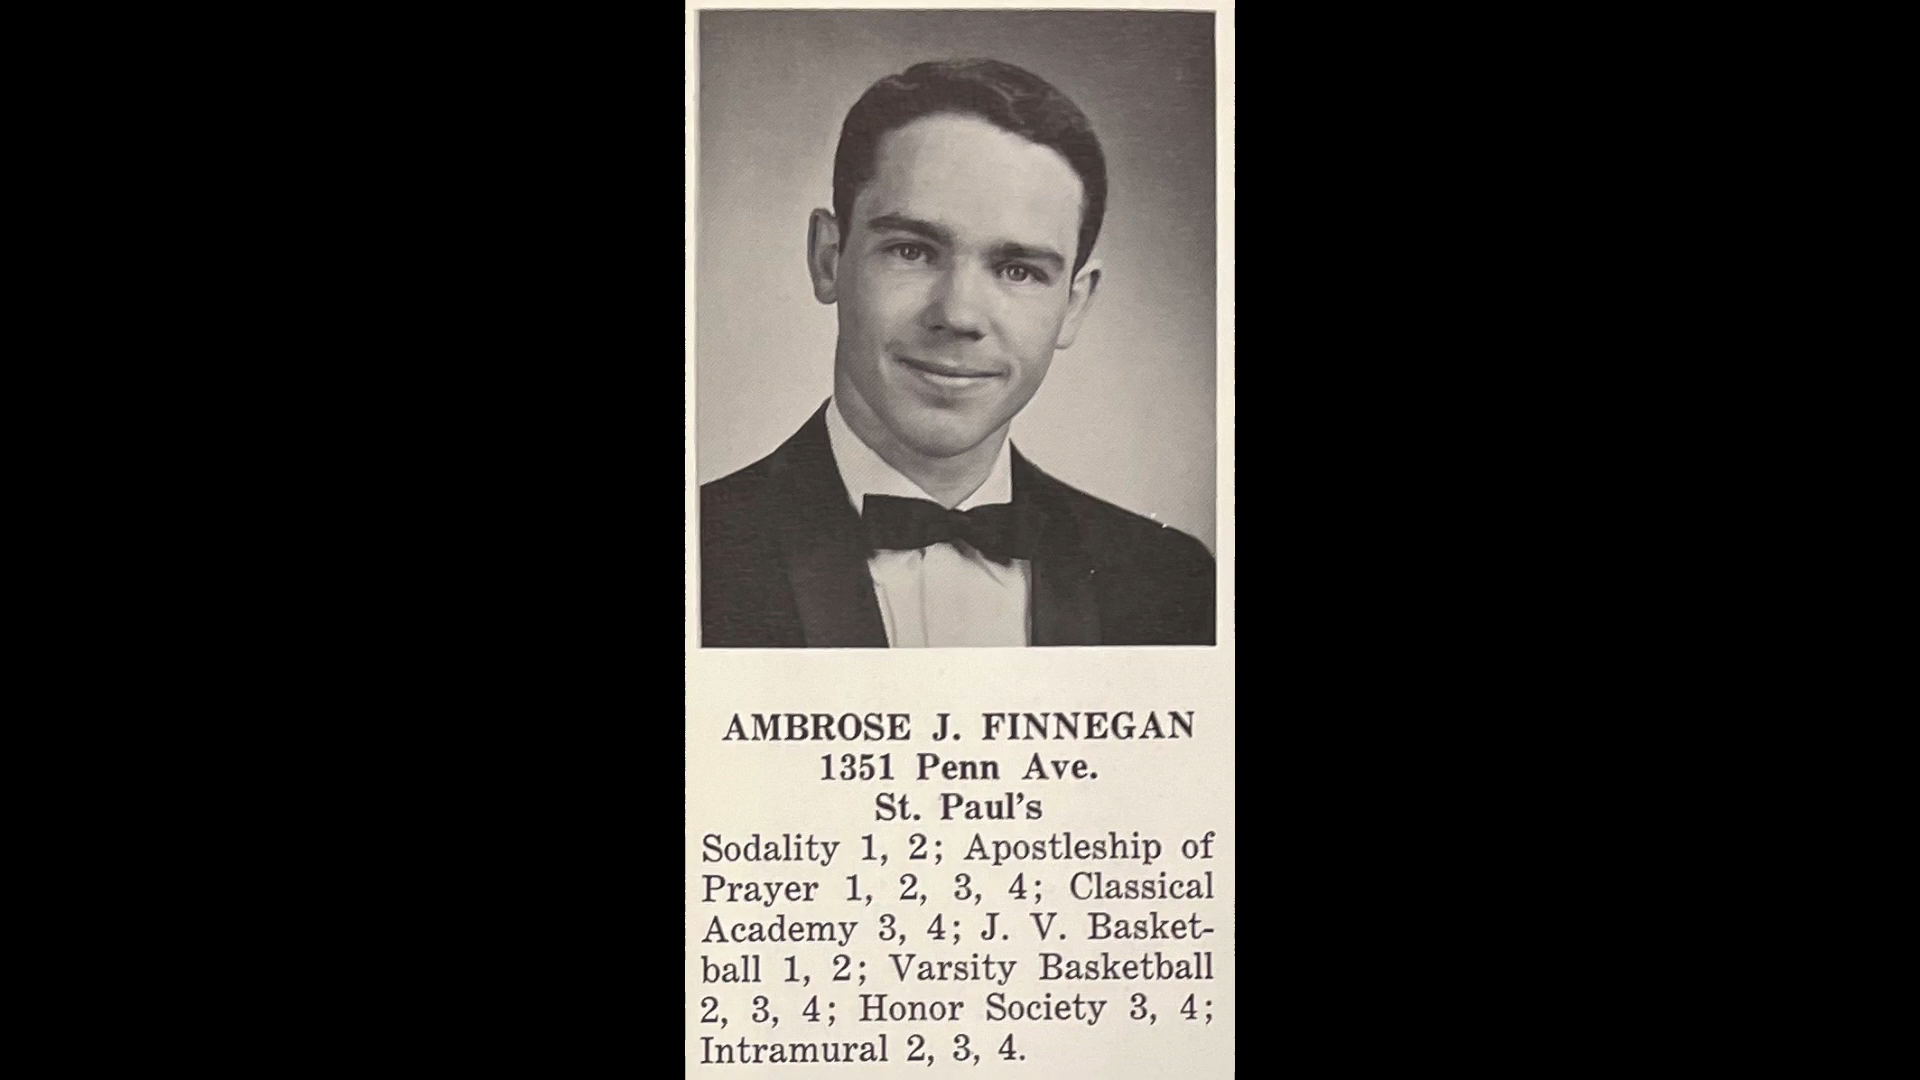 AMBROSE J. FINNEGAN
1351 Penn Ave.
St. Paul's
Sodality 1, 2; Apostleship of
Prayer 1, 2, 3, 4; Classical
Academy 3, 4; J. V. Basket-
ball 1, 2; Varsity Basketball
2, 3, 4; Honor Society 3, 4;
Intramural 2, 3, 4.